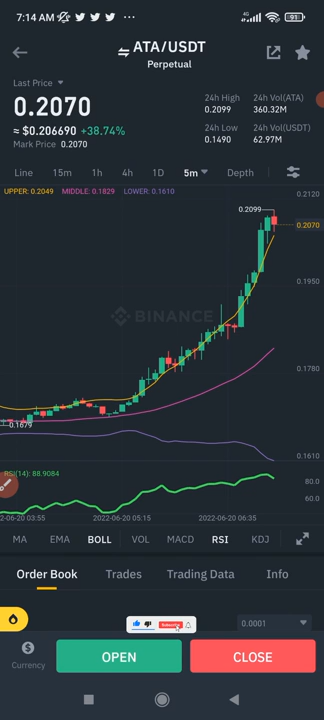 7:14 AM 4G 91
ATA/USDT
Perpetual
Last Price
0.2070
≈ $0.206690 +38.74%
Mark Price 0.2070
24h High 24h Vol(ATA)
0.2099 360.32M
24h Low 24h Vol(USDT)
0.1490 62.97M
Line 15m 1h 4h 1D 5m Depth
UPPER: 0.2049 MIDDLE: 0.1829 LOWER: 0.1610
0.2120
0.2099
0.2070
0.1950
BINANCE
0.1780
0.1679
0.1610
RSI(14): 88.9084
80.0
60.0
2-06-20 03:55 2022-06-20 05:15 2022-06-20 06:35
MA EMA BOLL VOL MACD RSI KDJ
Order Book Trades Trading Data Info
Subscribe
0.0001
Currency
OPEN
CLOSE